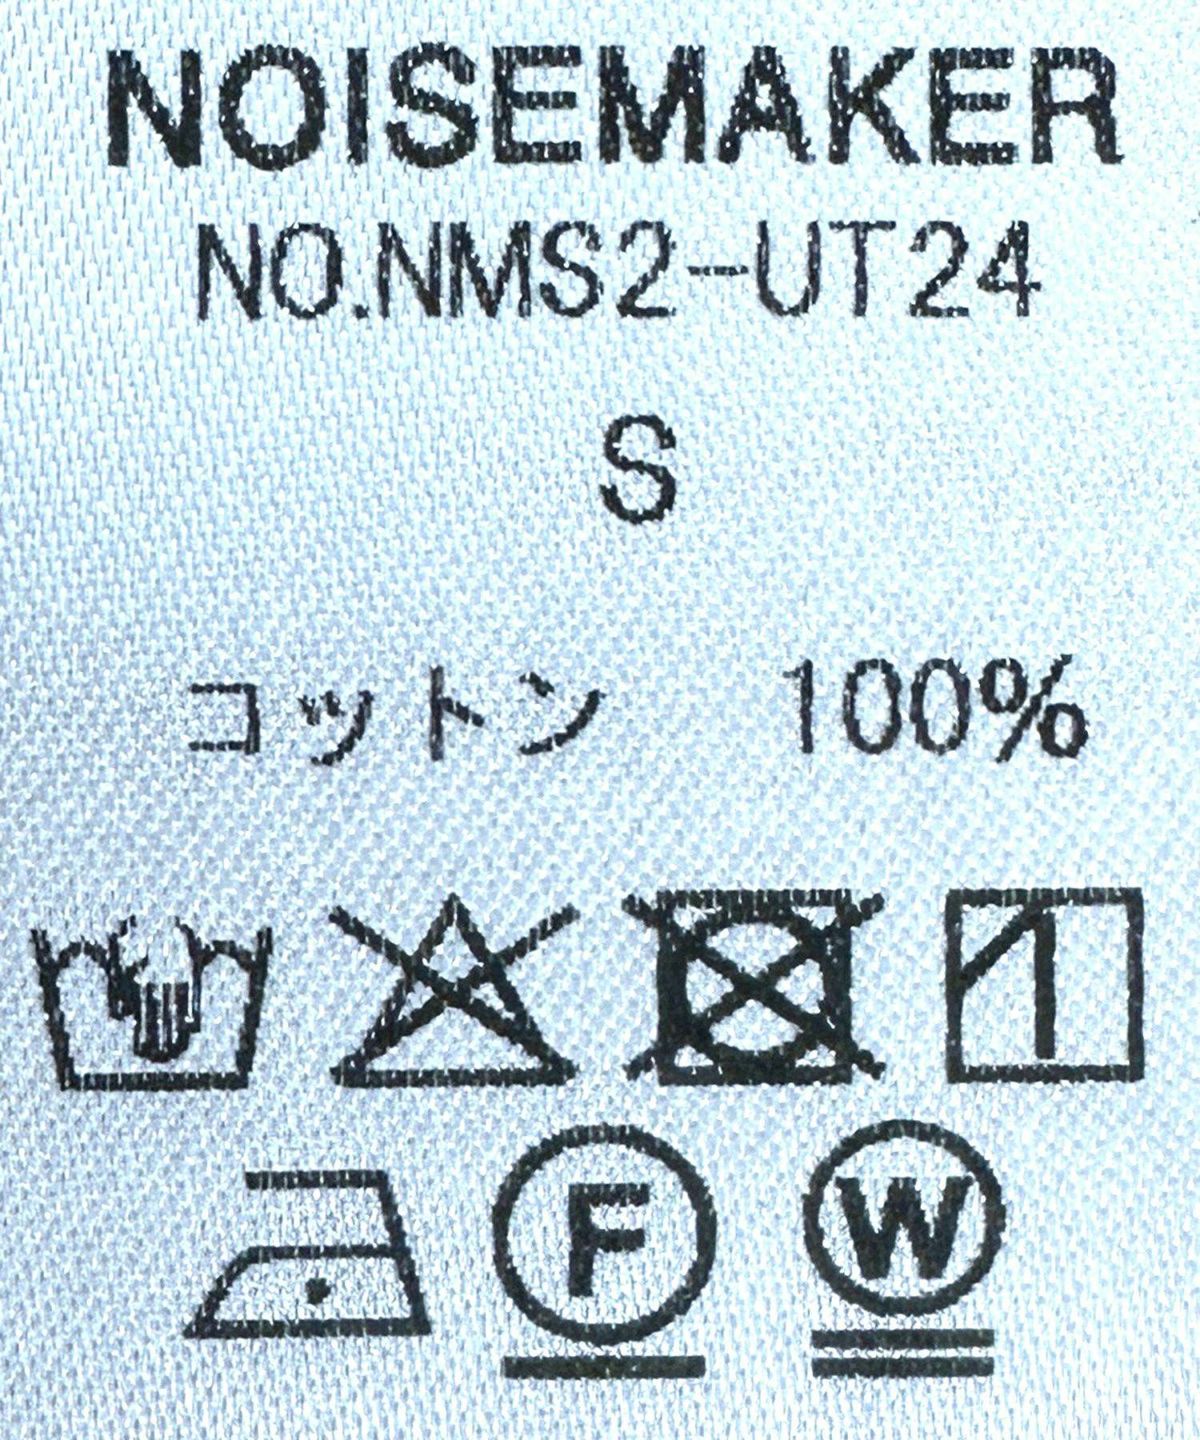 NOISEMAKER
NO.NMS2-UT24
S
コットン 100%
F W